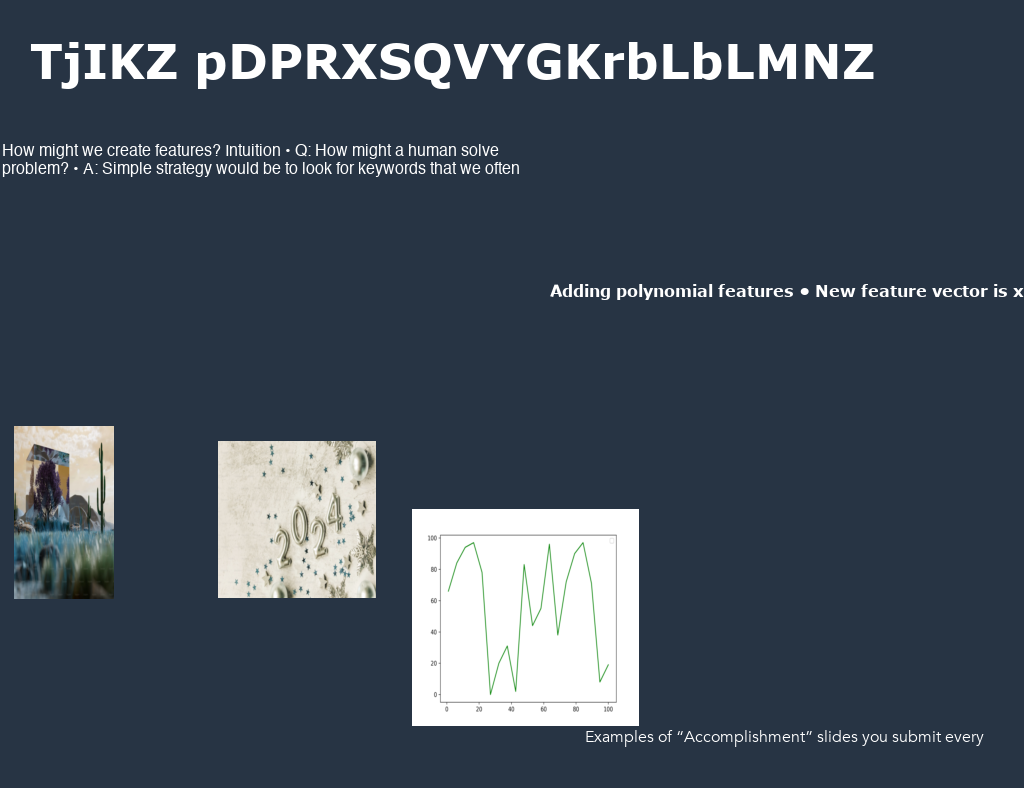 TjIKZ pDPRXSQVYGKrbLbLMNZ
How might we create features? Intuition • Q: How might a human solve
problem? • A: Simple strategy would be to look for keywords that we often
Adding polynomial features • New feature vector is x
2024
100
80
60
40
20
0
0 20 40 60 80 100
Examples of “Accomplishment” slides you submit every